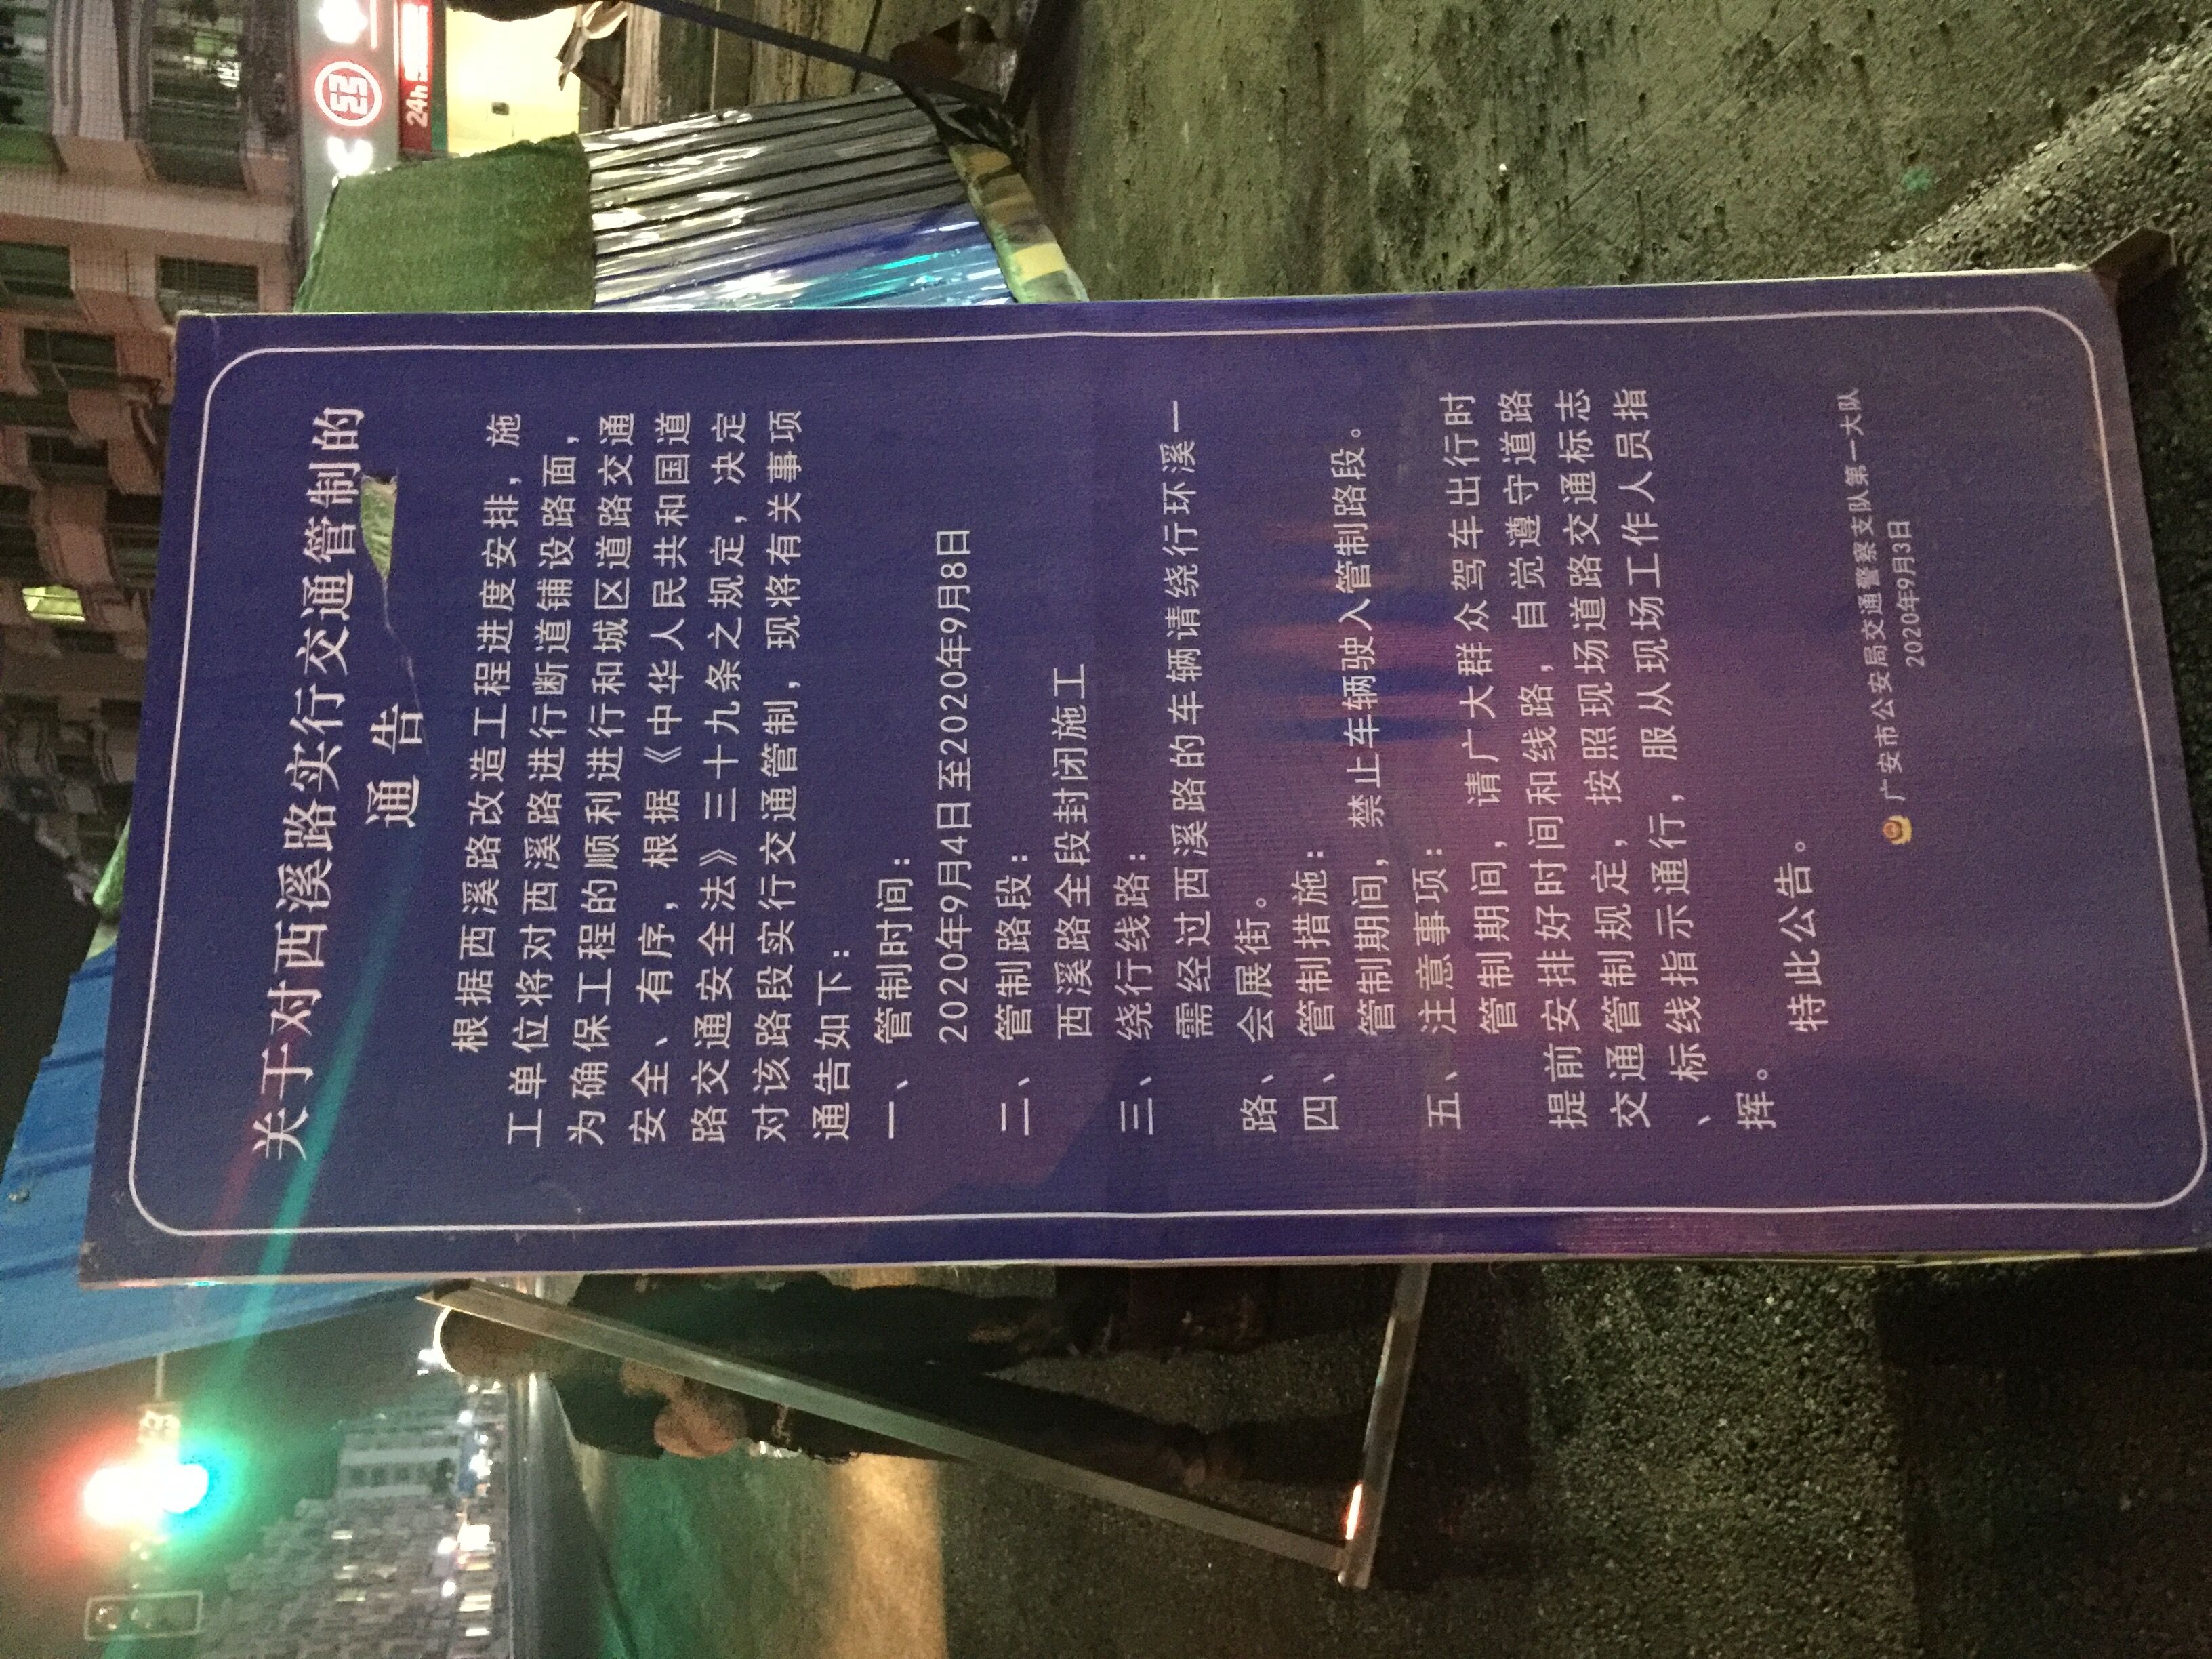 关于对西溪路实行交通管制的
通告
根据西溪路改造工程进度安排，施
工单位将对西溪路进行断道铺设路面，
为确保工程的顺利进行和城区道路交通
安全、有序，根据《中华人民共和国道
路交通安全法》三十九条之规定，决定
对该路段实行交通管制，现将有关事项
通告如下：
一、管制时间：
2020年9月4日至2020年9月8日
二、管制路段：
西溪路全段封闭施工
三、绕行线路：
需经过西溪路的车辆请绕行环溪一
路、会展街。
四、管制措施：
管制期间，禁止车辆驶入管制路段。
五、注意事项：
管制期间，请广大群众驾车出行时
提前安排好时间和线路，自觉遵守道路
交通管制规定，按照现场道路交通标志
、标线指示通行，服从现场工作人员指
挥。
特此公告。
广安市公安局交通警察支队第一大队
2020年9月3日
24h